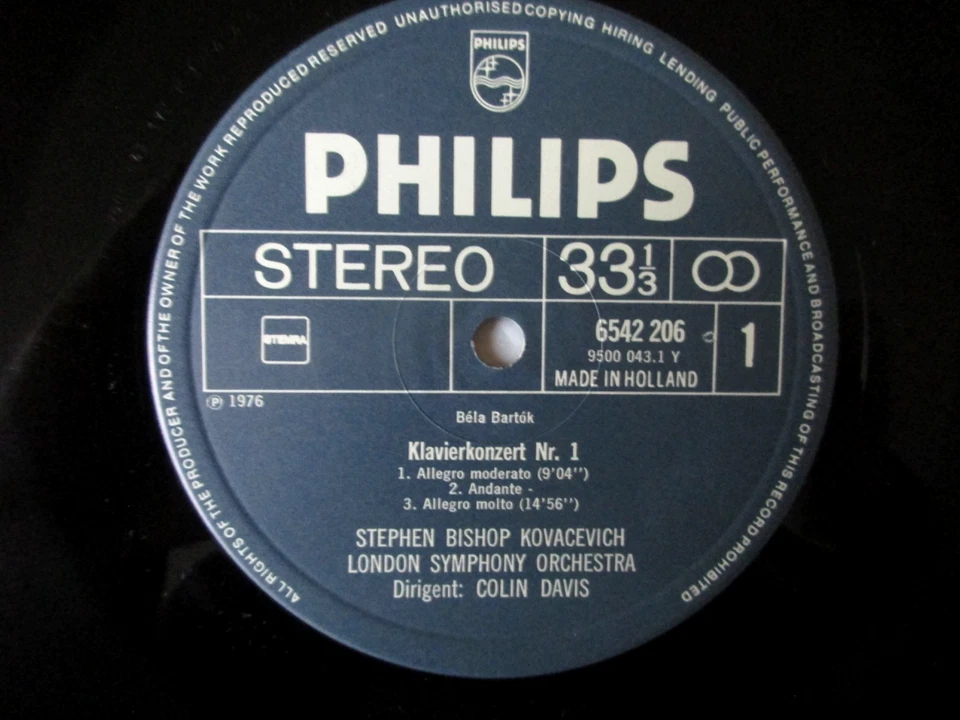 ALL RIGHTS OF THE PRODUCER AND OF THE OWNER OF THE WORK REPRODUCED RESERVED UNAUTHORISED COPYING HIRING LENDING PUBLIC PERFORMANCE AND BROADCASTING OF THIS RECORD PROHIBITED
PHILIPS
PHILIPS
STEREO 33 1/3
STEMRA 6542 206 1
9500 043.1 Y
MADE IN HOLLAND
Ⓟ 1976
Béla Bartók
Klavierkonzert Nr. 1
1. Allegro moderato (9'04'')
2. Andante -
3. Allegro molto (14'56'')
STEPHEN BISHOP KOVACEVICH
LONDON SYMPHONY ORCHESTRA
Dirigent: COLIN DAVIS